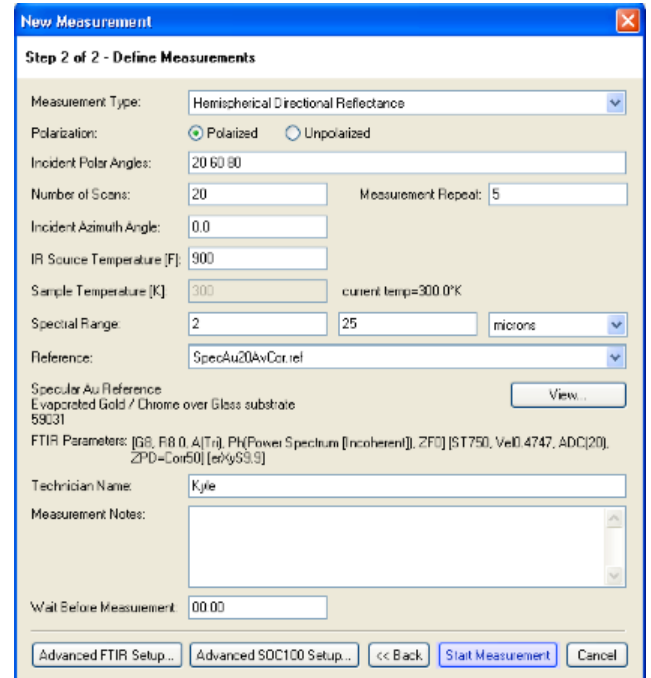 New Measurement
Step 2 of 2 - Define Measurements
Measurement Type: Hemispherical Directional Reflectance
Polarization: Polarized Unpolarized
Incident Polar Angles: 20 60 80
Number of Scans: 20 Measurement Repeat: 5
Incident Azimuth Angle: 0.0
IR Source Temperature [F]: 900
Sample Temperature [K] 300 current temp=300.0°K
Spectral Range: 2 25 microns
Reference: SpecAu20AvCor.ref
Specular Au Reference View...
Evaporated Gold / Chrome over Glass substrate
59031
FTIR Parameters: [G8, R8.0, A|Tri), Ph(Power Spectrum [Incoherent]), ZF0] [ST750, Vel0.4747, ADC|20),
ZPD=Corr50] [erXyS9.9]
Technician Name: Kyle
Measurement Notes:
Wait Before Measurement: 00.00
Advanced FTIR Setup... Advanced SOC100 Setup... << Back Start Measurement Cancel